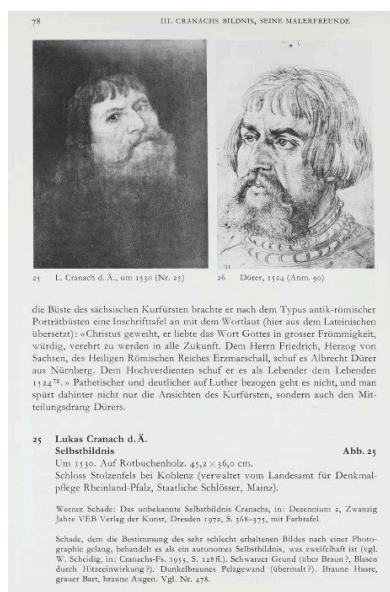 78
III. CRANACHS BILDNIS, SEINE MALERFREUNDE
25 L. Cranach d. Ä., um 1530 (Nr. 25)
26 Dürer, 1524 (Anm. 90)
die Büste des sächsischen Kurfürsten brachte er nach dem Typus antik-römischer
Porträtbüsten eine Inschrifttafel an mit dem Wortlaut (hier aus dem Lateinischen
übersetzt): «Christus geweiht, er liebte das Wort Gottes in grosser Frömmigkeit,
würdig, verehrt zu werden in alle Zukunft. Dem Herrn Friedrich, Herzog von
Sachsen, des Heiligen Römischen Reiches Erzmarschall, schuf es Albrecht Dürer
aus Nürnberg. Dem Hochverdienten schuf er es als Lebender dem Lebenden
1524⁷⁸.» Pathetischer und deutlicher auf Luther bezogen geht es nicht, und man
spürt dahinter nicht nur die Ansichten des Kurfürsten, sondern auch den Mit-
teilungsdrang Dürers.
25 Lukas Cranach d. Ä.
Selbstbildnis Abb. 25
Um 1530. Auf Rotbuchenholz. 45,2 × 36,0 cm.
Schloss Stolzenfels bei Koblenz (verwaltet vom Landesamt für Denkmal-
pflege Rheinland-Pfalz, Staatliche Schlösser, Mainz).
Werner Schade: Das unbekannte Selbstbildnis Cranachs, in: Dezennium 2, Zwanzig
Jahre VEB Verlag der Kunst, Dresden 1972, S. 368–375, mit Farbtafel.
Schade, dem die Bestimmung des sehr schlecht erhaltenen Bildes nach einer Photo-
graphie gelang, behandelt es als ein autonomes Selbstbildnis, was zweifelhaft ist (vgl.
W. Scheidig, in: Cranachs-Fs. 1953, S. 128ff.). Schwarzer Grund (über Braun?, Blasen
durch Hitzeeinwirkung?). Dunkelbraunes Pelzgewand (übermalt?). Braune Haare,
grauer Bart, braune Augen. Vgl. Nr. 478.